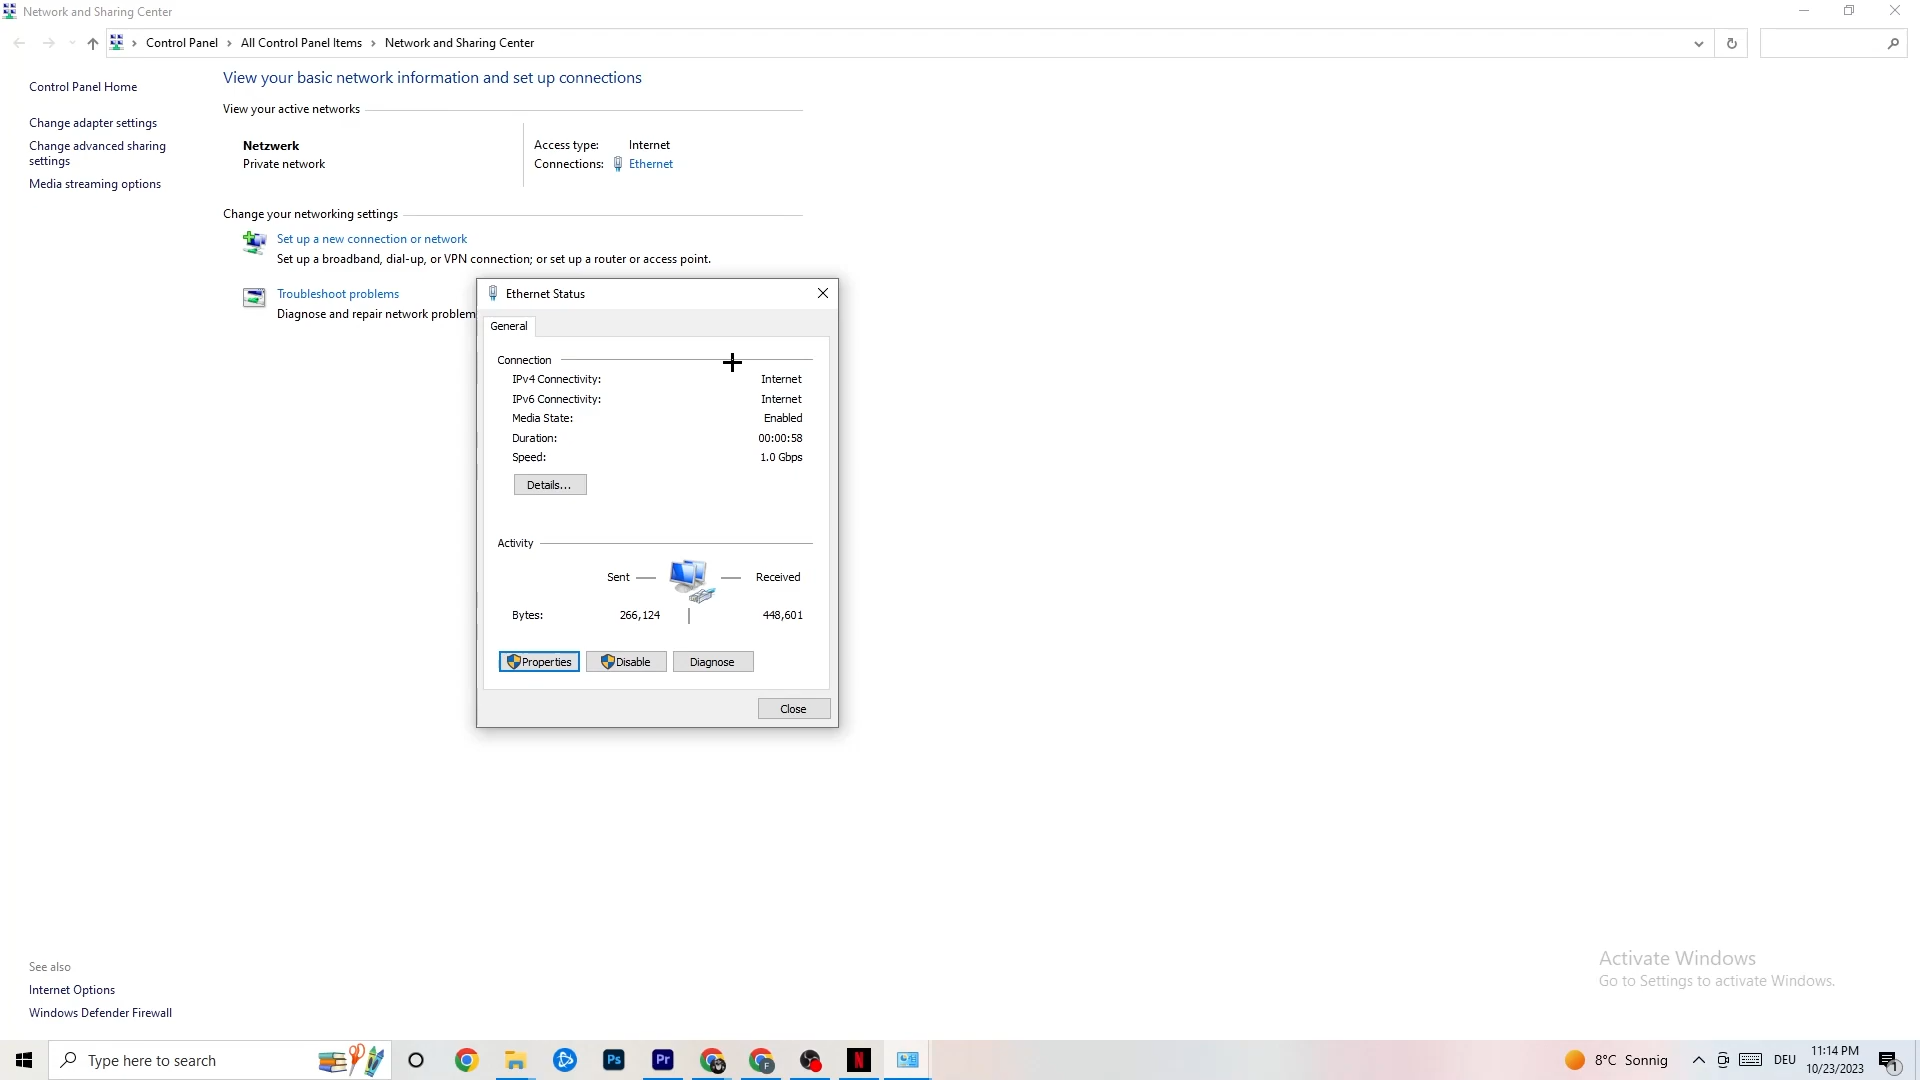 Network and Sharing Center
Control Panel > All Control Panel Items > Network and Sharing Center
Control Panel Home
Change adapter settings
Change advanced sharing
settings
Media streaming options
View your basic network information and set up connections
View your active networks
Netzwerk
Private network
Access type: Internet
Connections: Ethernet
Change your networking settings
Set up a new connection or network
Set up a broadband, dial-up, or VPN connection; or set up a router or access point.
Troubleshoot problems
Diagnose and repair network problem
Ethernet Status
General
Connection
IPv4 Connectivity: Internet
IPv6 Connectivity: Internet
Media State: Enabled
Duration: 00:00:58
Speed: 1.0 Gbps
Details...
Activity
Sent — Received
Bytes: 266,124 | 448,601
Properties Disable Diagnose
Close
See also
Internet Options
Windows Defender Firewall
Activate Windows
Go to Settings to activate Windows.
Type here to search
Ps
Pr
F
N
8°C Sonnig
DEU
11:14 PM
10/23/2023
1